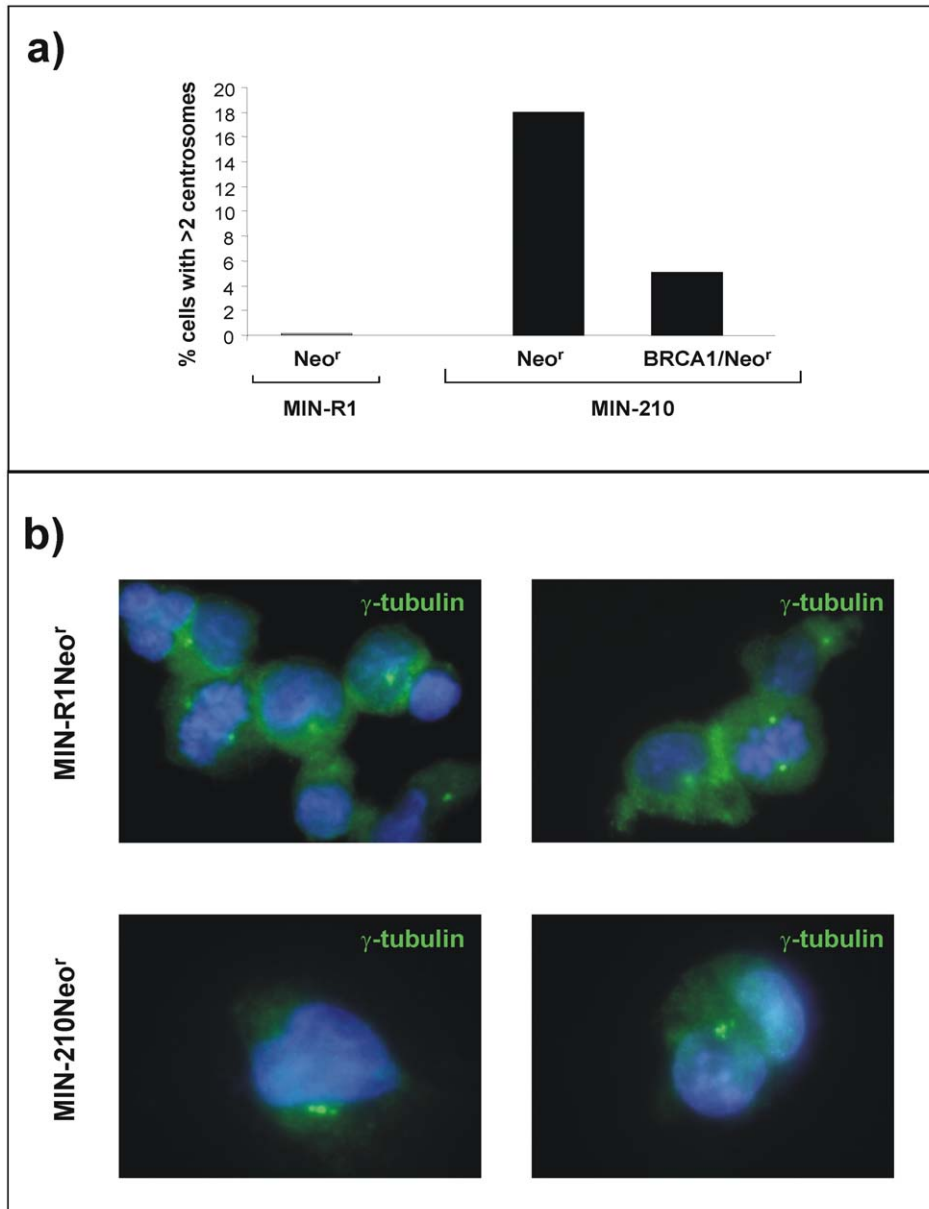 a)
% cells with >2 centrosomes
20
18
16
14
12
10
8
6
4
2
0
Neoʳ
Neoʳ
BRCA1/Neoʳ
MIN-R1
MIN-210
b)
MIN-R1Neoʳ
γ-tubulin
γ-tubulin
MIN-210Neoʳ
γ-tubulin
γ-tubulin